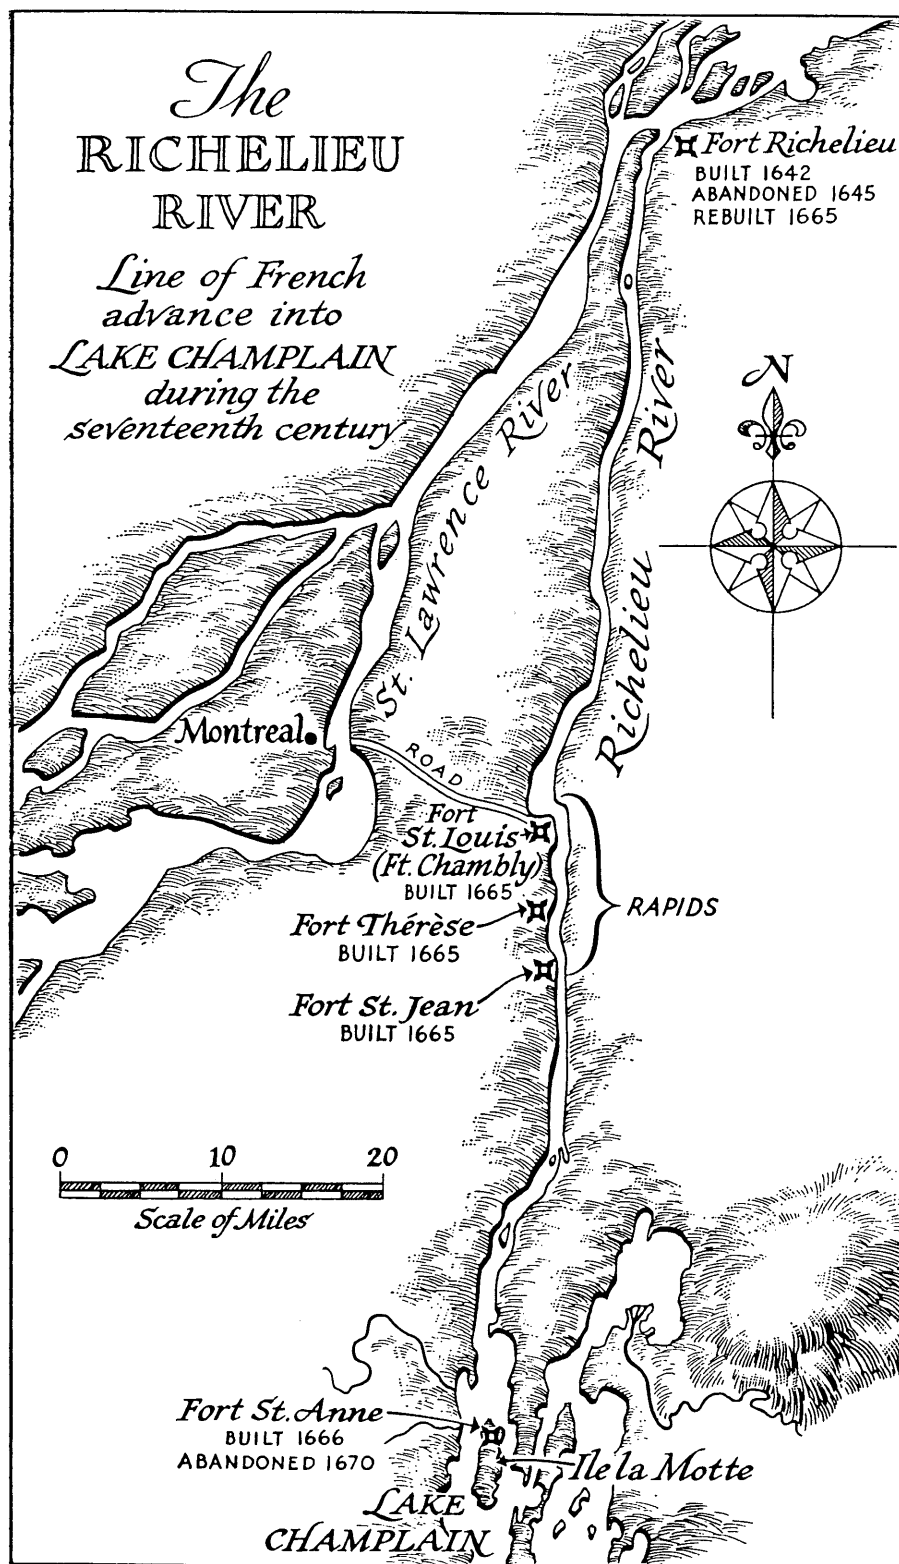 The
RICHELIEU
RIVER
Line of French
advance into
LAKE CHAMPLAIN
during the
seventeenth century
Fort Richelieu
BUILT 1642
ABANDONED 1645
REBUILT 1665
N
St. Lawrence River
Richelieu River
Montreal
ROAD
Fort
St. Louis
(Ft. Chambly)
BUILT 1665
RAPIDS
Fort Thérèse
BUILT 1665
Fort St. Jean
BUILT 1665
0 10 20
Scale of Miles
Fort St. Anne
BUILT 1666
ABANDONED 1670
Ile la Motte
LAKE
CHAMPLAIN